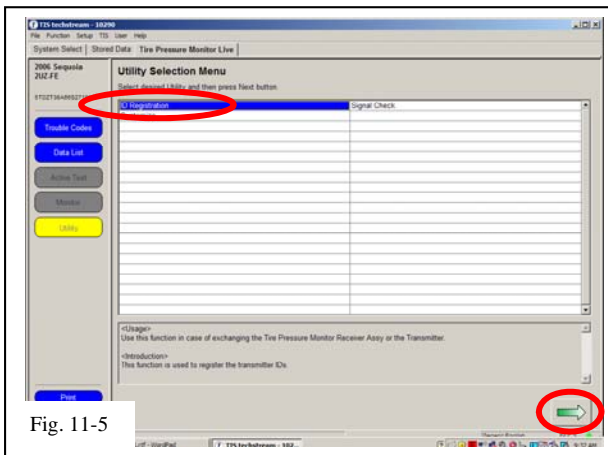 TIS techstream - 10290
File Function Setup TIS User Help
System Select Stored Data Tire Pressure Monitor Live
2006 Sequoia
2UZ-FE
Utility Selection Menu
Select desired Utility and then press Next button
ID Registration Signal Check
Trouble Codes
Data List
Active Test
Monitor
Utility
<Usage>
Use this function in case of exchanging the Tire Pressure Monitor Receiver Assy or the Transmitter.
<Introduction>
This function is used to register the transmitter IDs.
Print
Fig. 11-5
.rtf - WordPad TIS techstream - 102...
9:32 AM